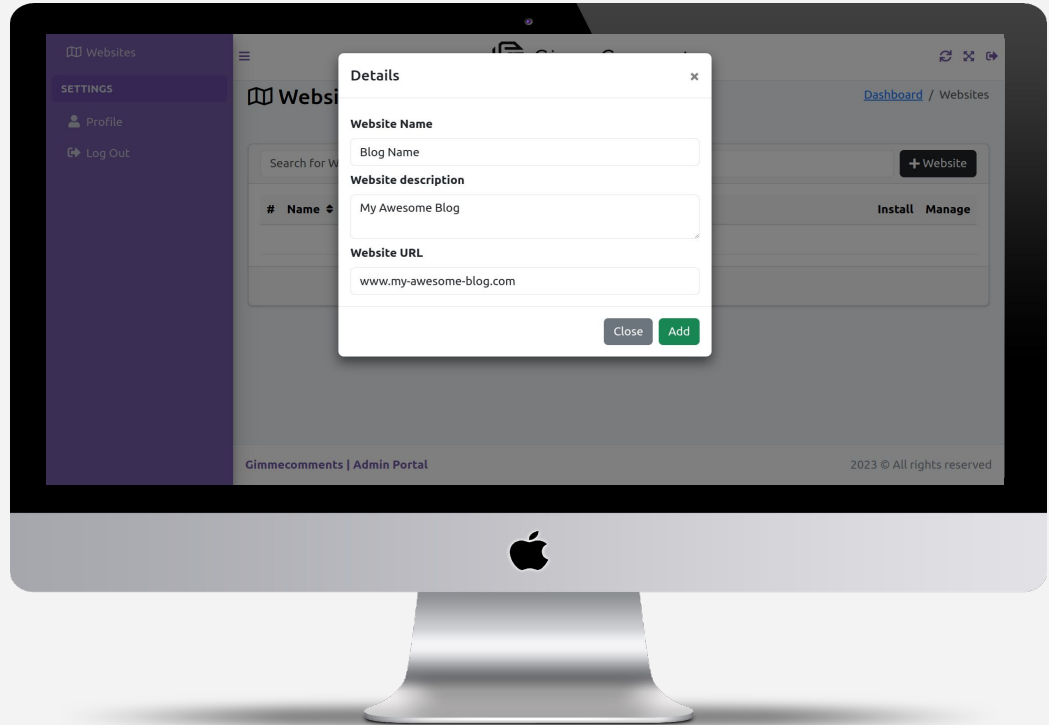 Websites
SETTINGS
Profile
Log Out
Websi
Dashboard / Websites
Search for W
+ Website
# Name
Install Manage
Details ×
Website Name
Blog Name
Website description
My Awesome Blog
Website URL
www.my-awesome-blog.com
Close Add
Gimmecomments | Admin Portal
2023 © All rights reserved